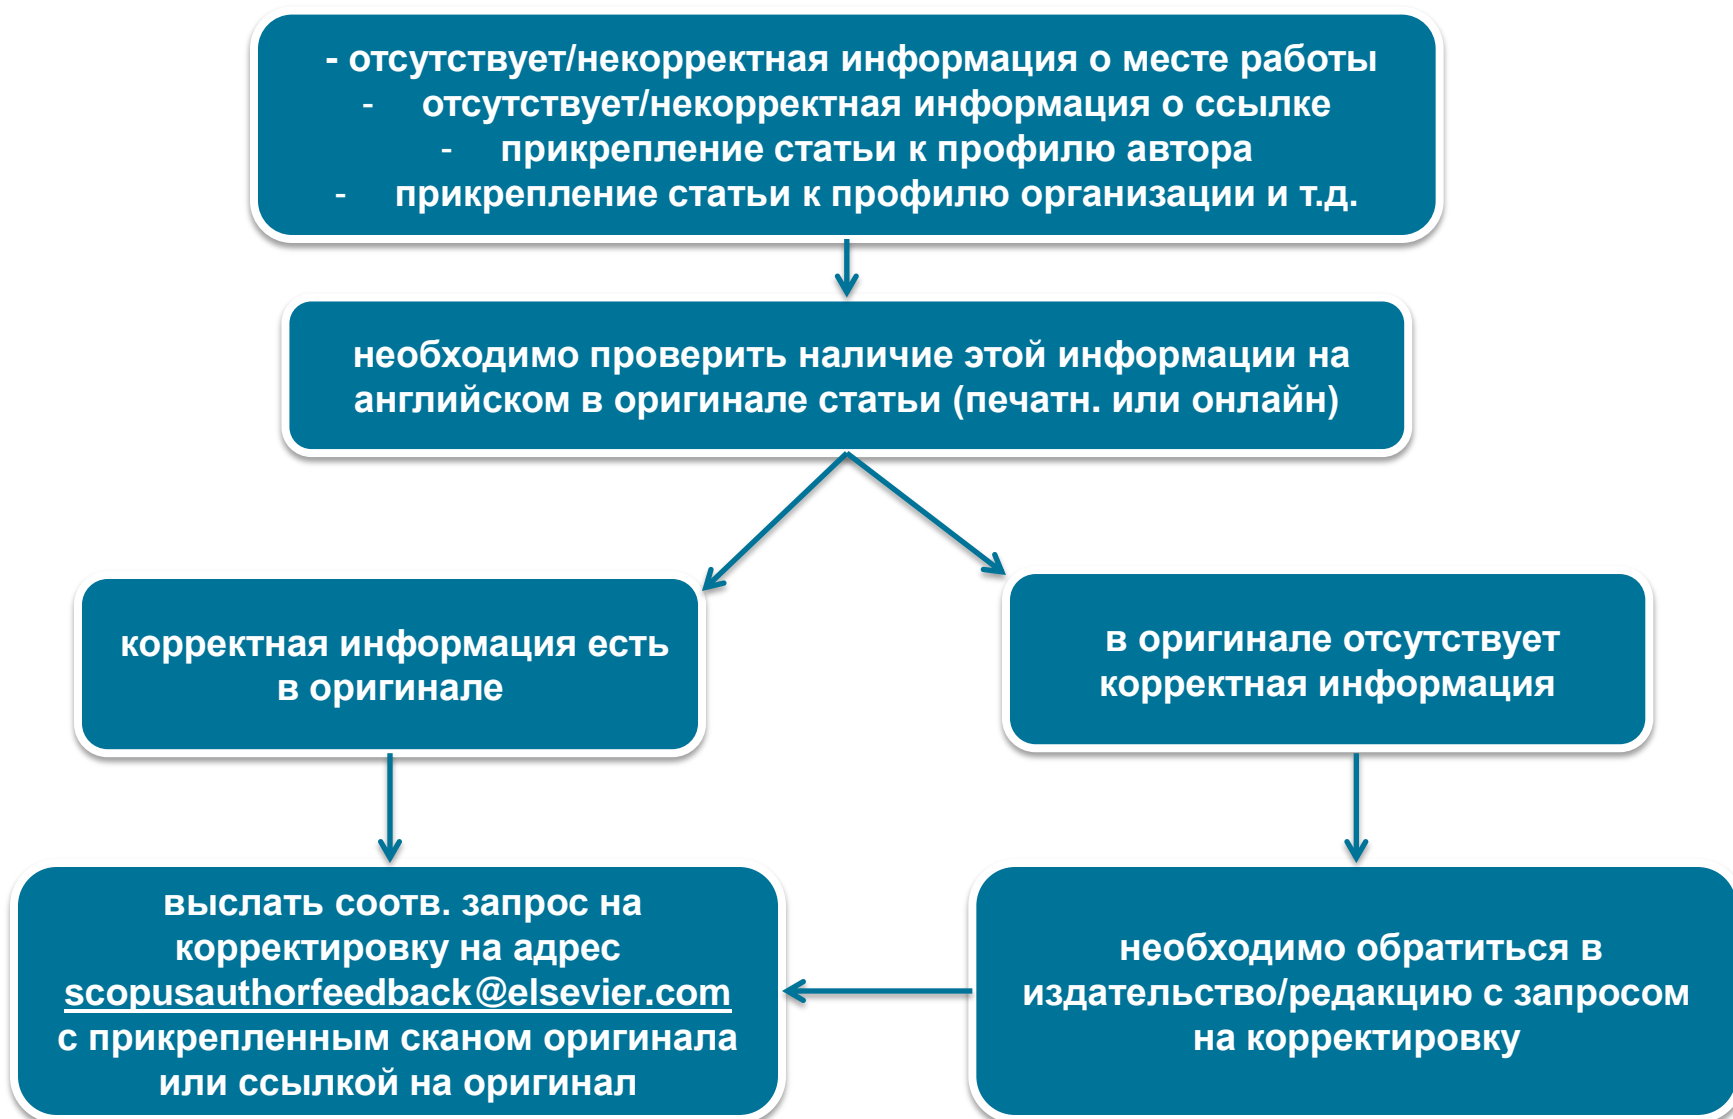 - отсутствует/некорректная информация о месте работы
- отсутствует/некорректная информация о ссылке
- прикрепление статьи к профилю автора
- прикрепление статьи к профилю организации и т.д.
необходимо проверить наличие этой информации на
английском в оригинале статьи (печатн. или онлайн)
корректная информация есть
в оригинале
в оригинале отсутствует
корректная информация
выслать соотв. запрос на
корректировку на адрес
scopusauthorfeedback@elsevier.com
с прикрепленным сканом оригинала
или ссылкой на оригинал
необходимо обратиться в
издательство/редакцию с запросом
на корректировку